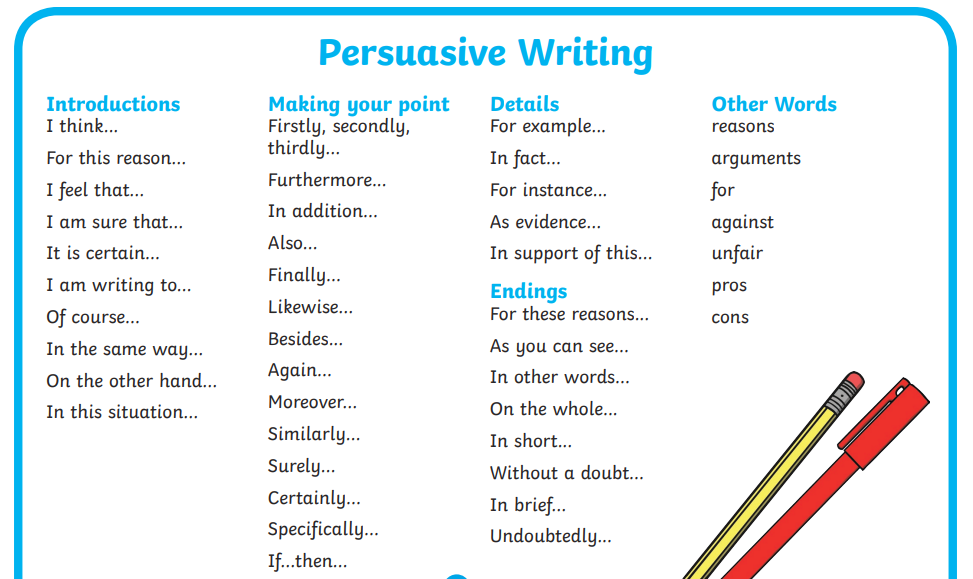 Persuasive Writing
Introductions
I think...
For this reason...
I feel that...
I am sure that...
It is certain...
I am writing to...
Of course...
In the same way...
On the other hand...
In this situation...
Making your point
Firstly, secondly,
thirdly...
Furthermore...
In addition...
Also...
Finally...
Likewise...
Besides...
Again...
Moreover...
Similarly...
Surely...
Certainly...
Specifically...
If...then...
Details
For example...
In fact...
For instance...
As evidence...
In support of this...
Endings
For these reasons...
As you can see...
In other words...
On the whole...
In short...
Without a doubt...
In brief...
Undoubtedly...
Other Words
reasons
arguments
for
against
unfair
pros
cons